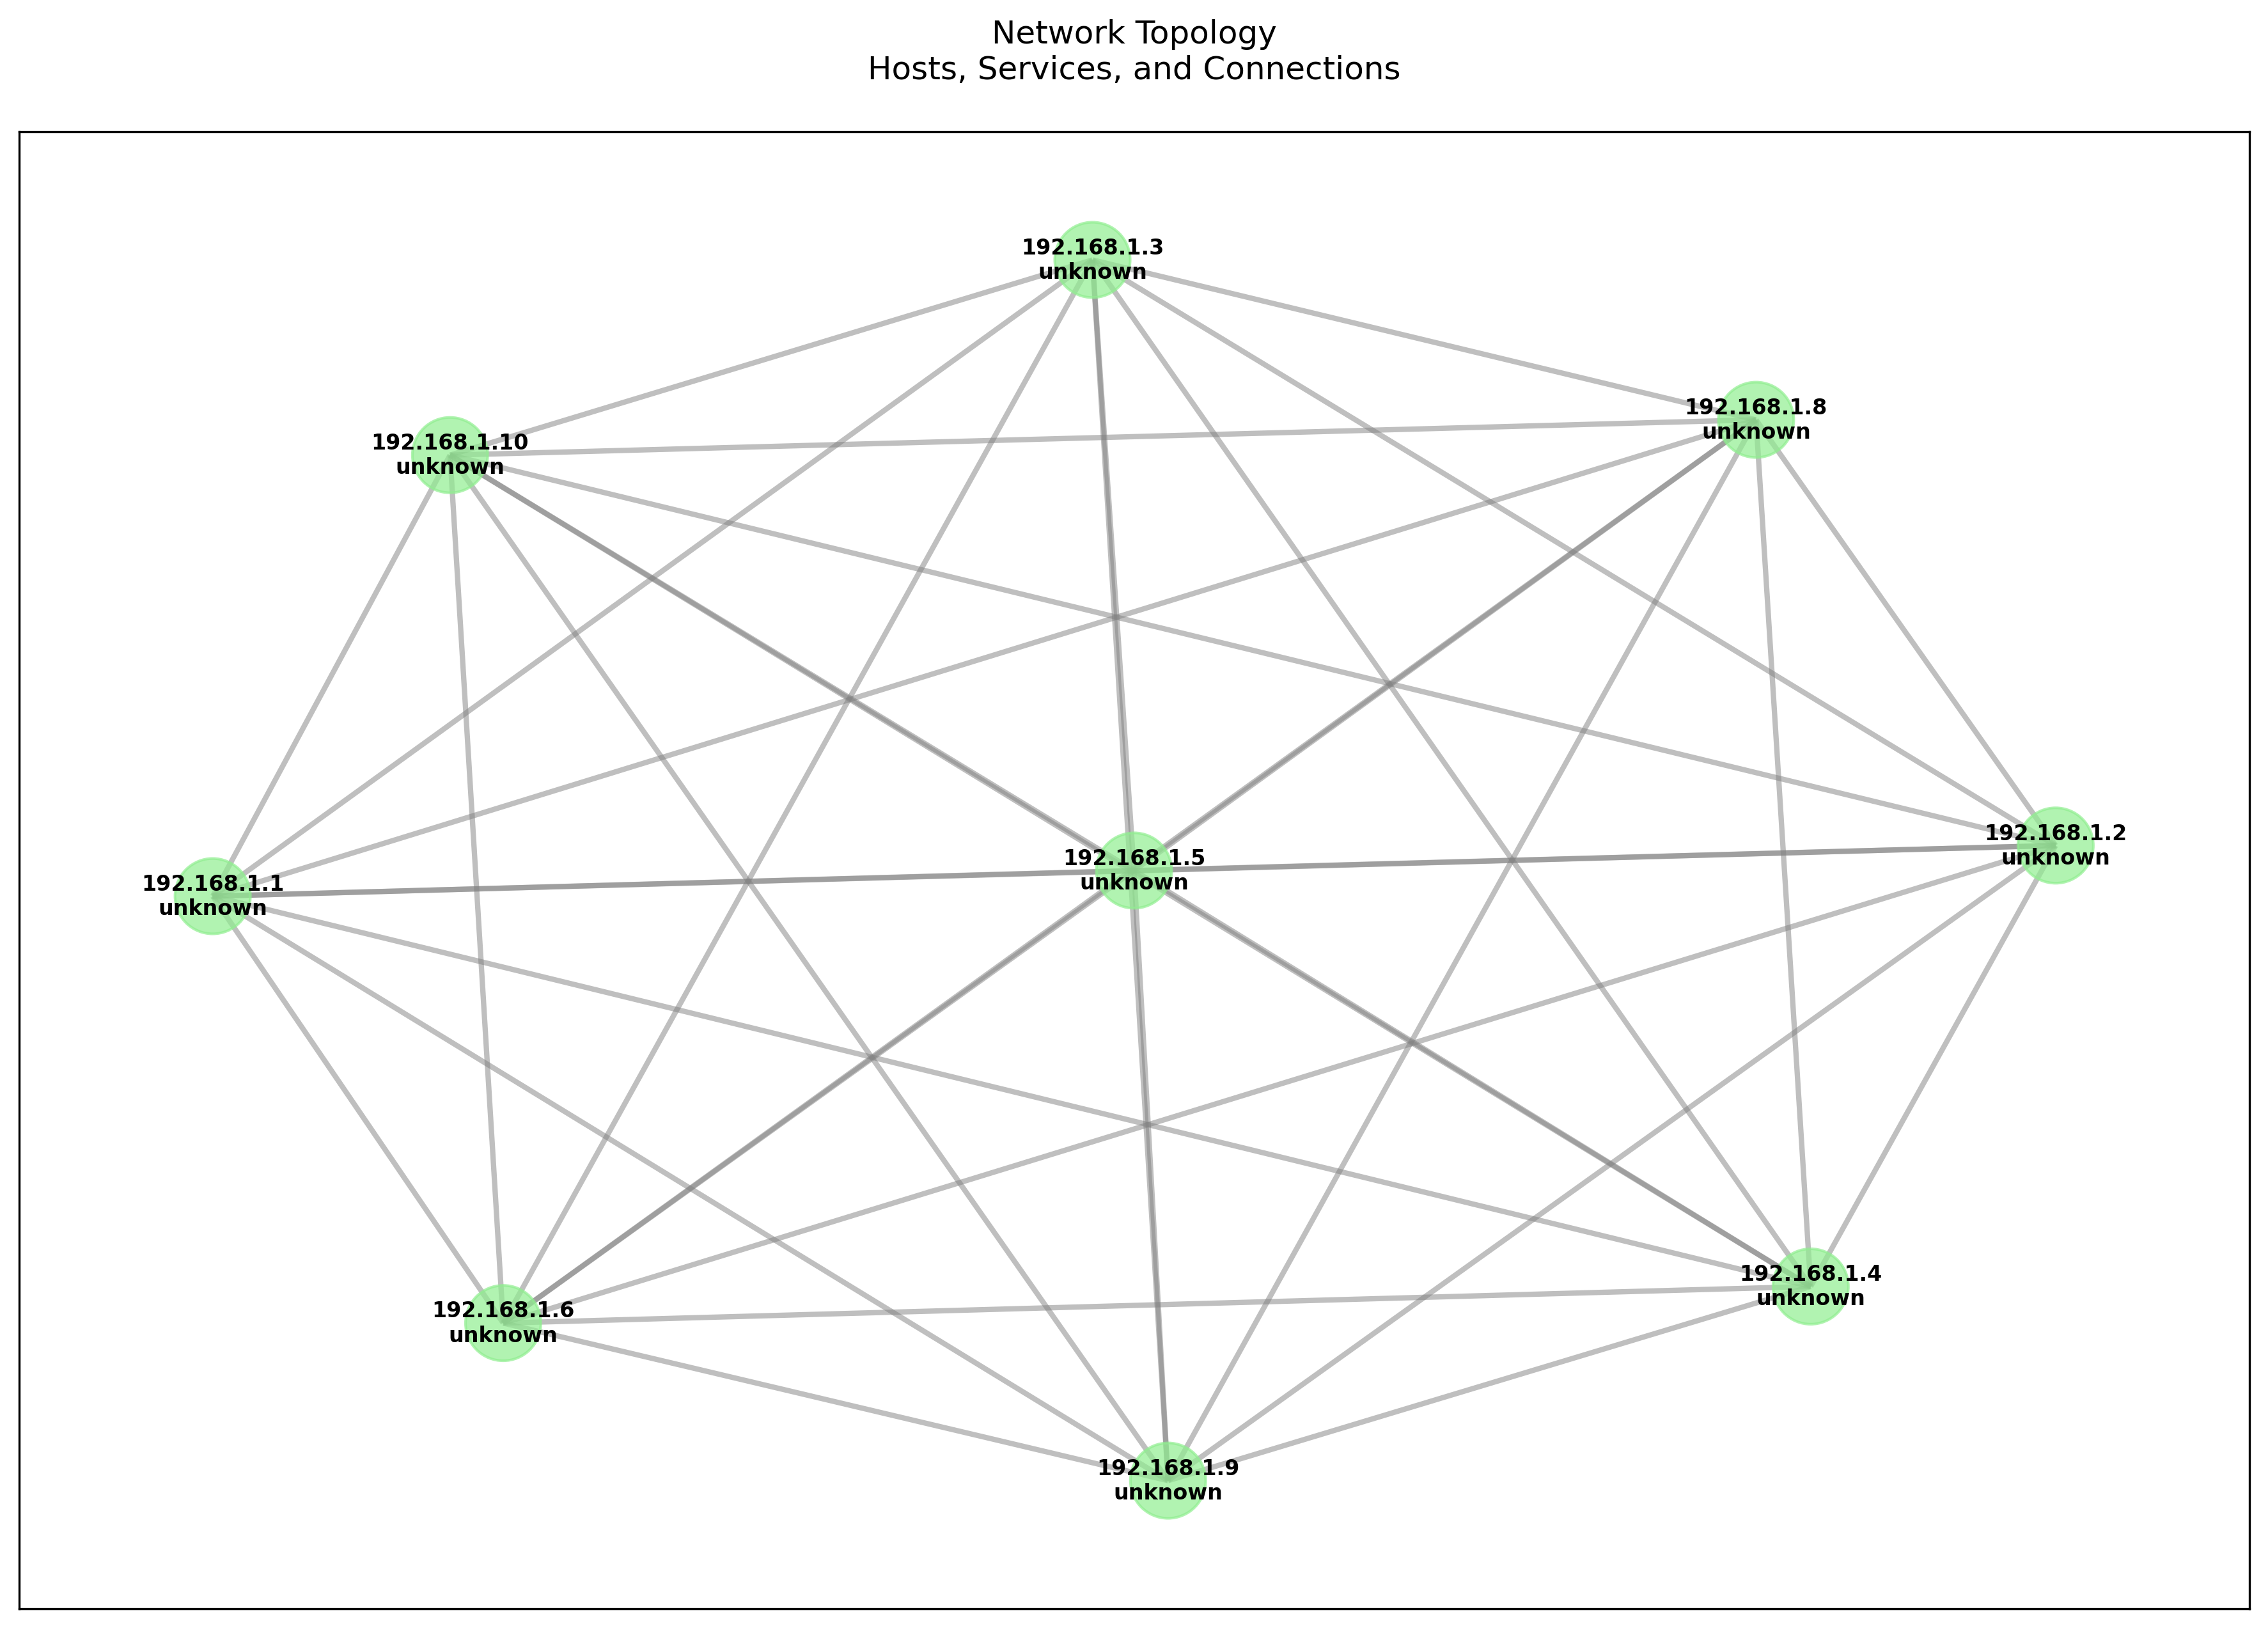 Network Topology
Hosts, Services, and Connections
192.168.1.3
unknown
192.168.1.8
unknown
192.168.1.10
unknown
192.168.1.2
unknown
192.168.1.5
unknown
192.168.1.1
unknown
192.168.1.4
unknown
192.168.1.6
unknown
192.168.1.9
unknown